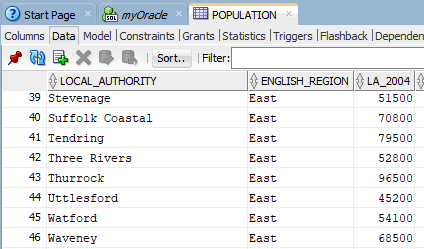 Start Page myOracle POPULATION
Columns Data Model Constraints Grants Statistics Triggers Flashback Dependen
Sort.. Filter:
LOCAL_AUTHORITY ENGLISH_REGION LA_2004
39 Stevenage East 51500
40 Suffolk Coastal East 70800
41 Tendring East 79500
42 Three Rivers East 52800
43 Thurrock East 96500
44 Uttlesford East 45200
45 Watford East 54100
46 Waveney East 68500